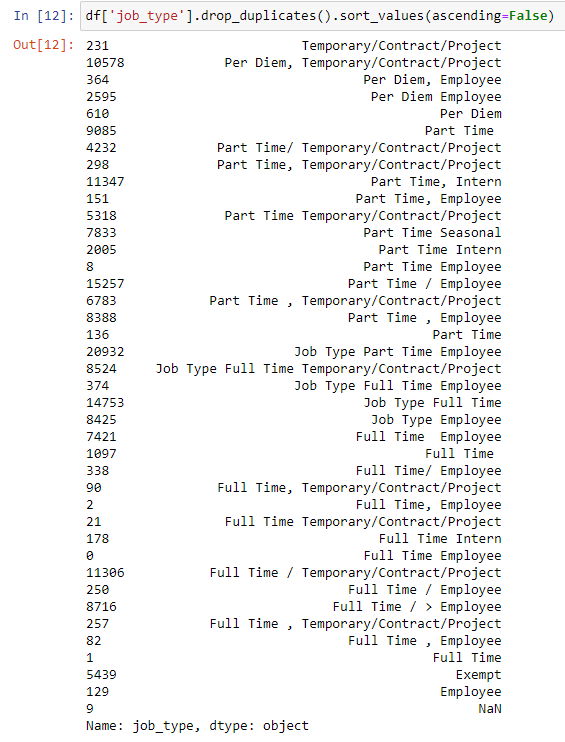 In [12]: df['job_type'].drop_duplicates().sort_values(ascending=False)
Out[12]: 231 Temporary/Contract/Project
10578 Per Diem, Temporary/Contract/Project
364 Per Diem, Employee
2595 Per Diem Employee
610 Per Diem
9085 Part Time
4232 Part Time/ Temporary/Contract/Project
298 Part Time, Temporary/Contract/Project
11347 Part Time, Intern
151 Part Time, Employee
5318 Part Time Temporary/Contract/Project
7833 Part Time Seasonal
2005 Part Time Intern
8 Part Time Employee
15257 Part Time / Employee
6783 Part Time , Temporary/Contract/Project
8388 Part Time , Employee
136 Part Time
20932 Job Type Part Time Employee
8524 Job Type Full Time Temporary/Contract/Project
374 Job Type Full Time Employee
14753 Job Type Full Time
8425 Job Type Employee
7421 Full Time  Employee
1097 Full Time
338 Full Time/ Employee
90 Full Time, Temporary/Contract/Project
2 Full Time, Employee
21 Full Time Temporary/Contract/Project
178 Full Time Intern
0 Full Time Employee
11306 Full Time / Temporary/Contract/Project
250 Full Time / Employee
8716 Full Time / > Employee
257 Full Time , Temporary/Contract/Project
82 Full Time , Employee
1 Full Time
5439 Exempt
129 Employee
9 NaN
Name: job_type, dtype: object